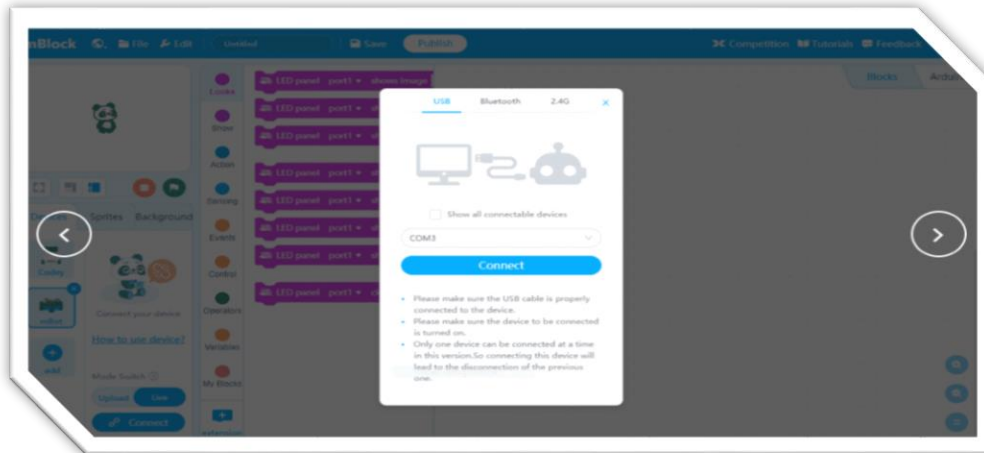 mBlock File Edit Untitled Save Publish Competition Tutorials Feedback
Blocks
USB Bluetooth 2.4G
Show all connectable devices
COM3
Connect
Please make sure the USB cable is properly
connected to the device.
Please make sure the device to be connected
is turned on.
Only one device can be connected at a time
in this version.So connecting this device will
lead to the disconnection of the previous
one.
LED panel port1 shows image
LED panel port1
LED panel port1
LED panel port1
LED panel port1
LED panel port1
LED panel port1
LED panel port1
Looks
Show
Action
Sensing
Events
Control
Operators
Variables
My Blocks
extension
Devices Sprites Background
Codey
mBot
add
Connect your device
How to use device?
Mode Switch
Upload Live
Connect